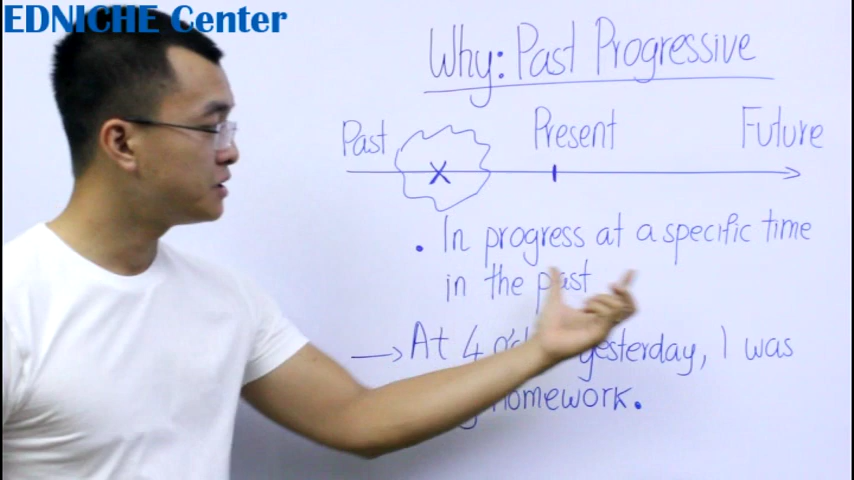 EDNICHE Center
Why: Past Progressive
Past Present Future
X
• In progress at a specific time
in the past
→ At 4 yesterday, I was
homework.